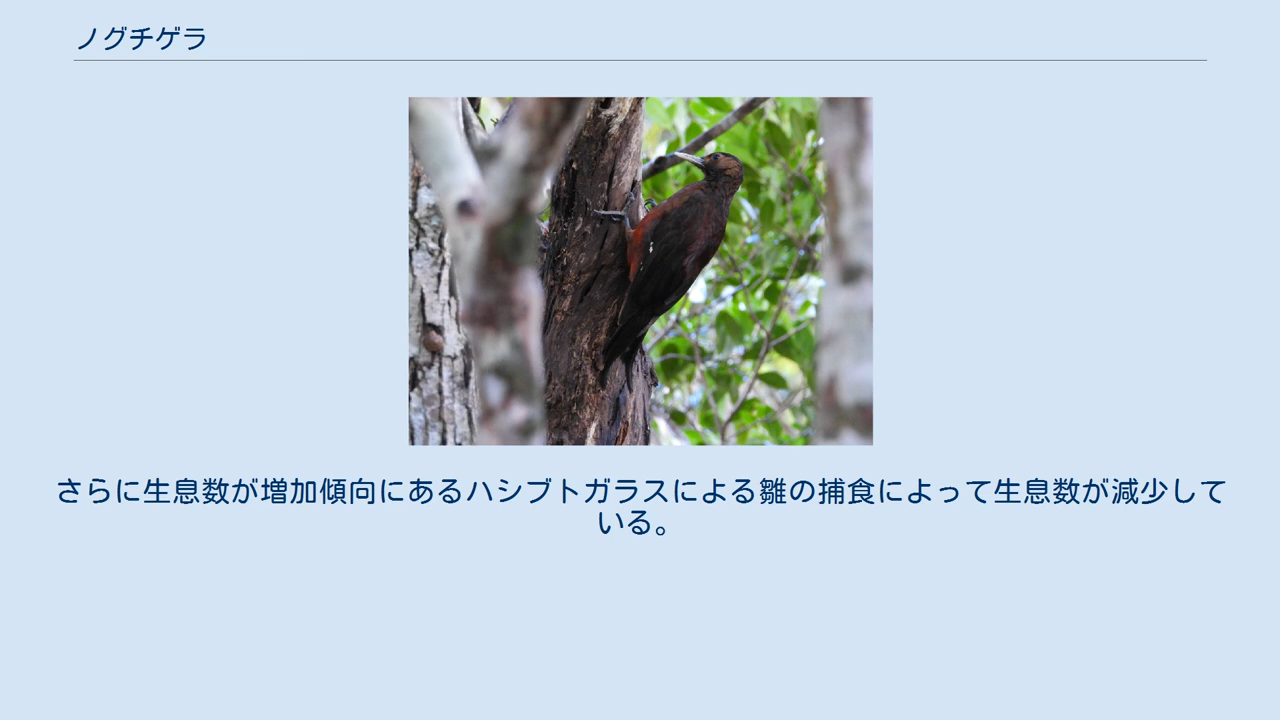 ノグチゲラ
さらに生息数が増加傾向にあるハシブトガラスによる雛の捕食によって生息数が減少して
いる。